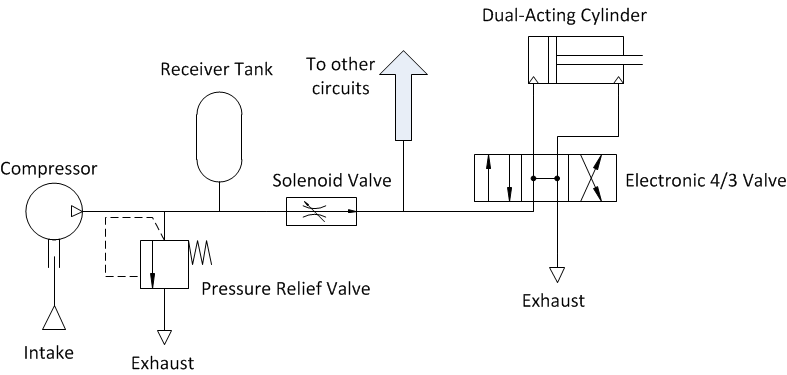 Dual-Acting Cylinder
Receiver Tank
To other
circuits
Compressor
Solenoid Valve
Electronic 4/3 Valve
Pressure Relief Valve
Exhaust
Intake
Exhaust